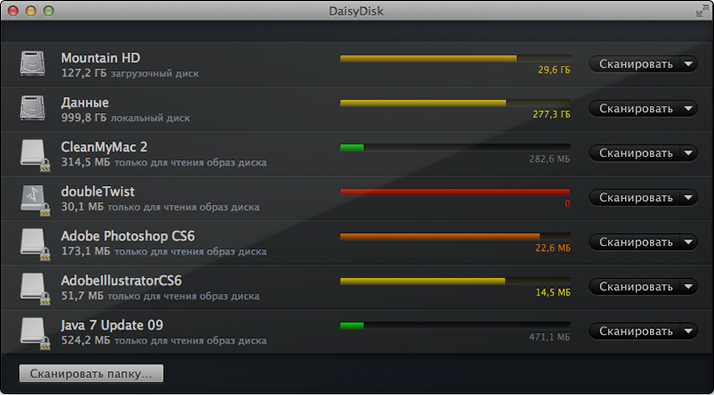 DaisyDisk
Mountain HD
127,2 ГБ загрузочный диск
29,6 ГБ
Сканировать
Данные
999,8 ГБ локальный диск
277,3 ГБ
Сканировать
CleanMyMac 2
314,5 МБ только для чтения образ диска
282,6 МБ
Сканировать
doubleTwist
30,1 МБ только для чтения образ диска
0
Сканировать
Adobe Photoshop CS6
173,1 МБ только для чтения образ диска
22,6 МБ
Сканировать
AdobeIllustratorCS6
51,7 МБ только для чтения образ диска
14,5 МБ
Сканировать
Java 7 Update 09
524,2 МБ только для чтения образ диска
471,1 МБ
Сканировать
Сканировать папку...